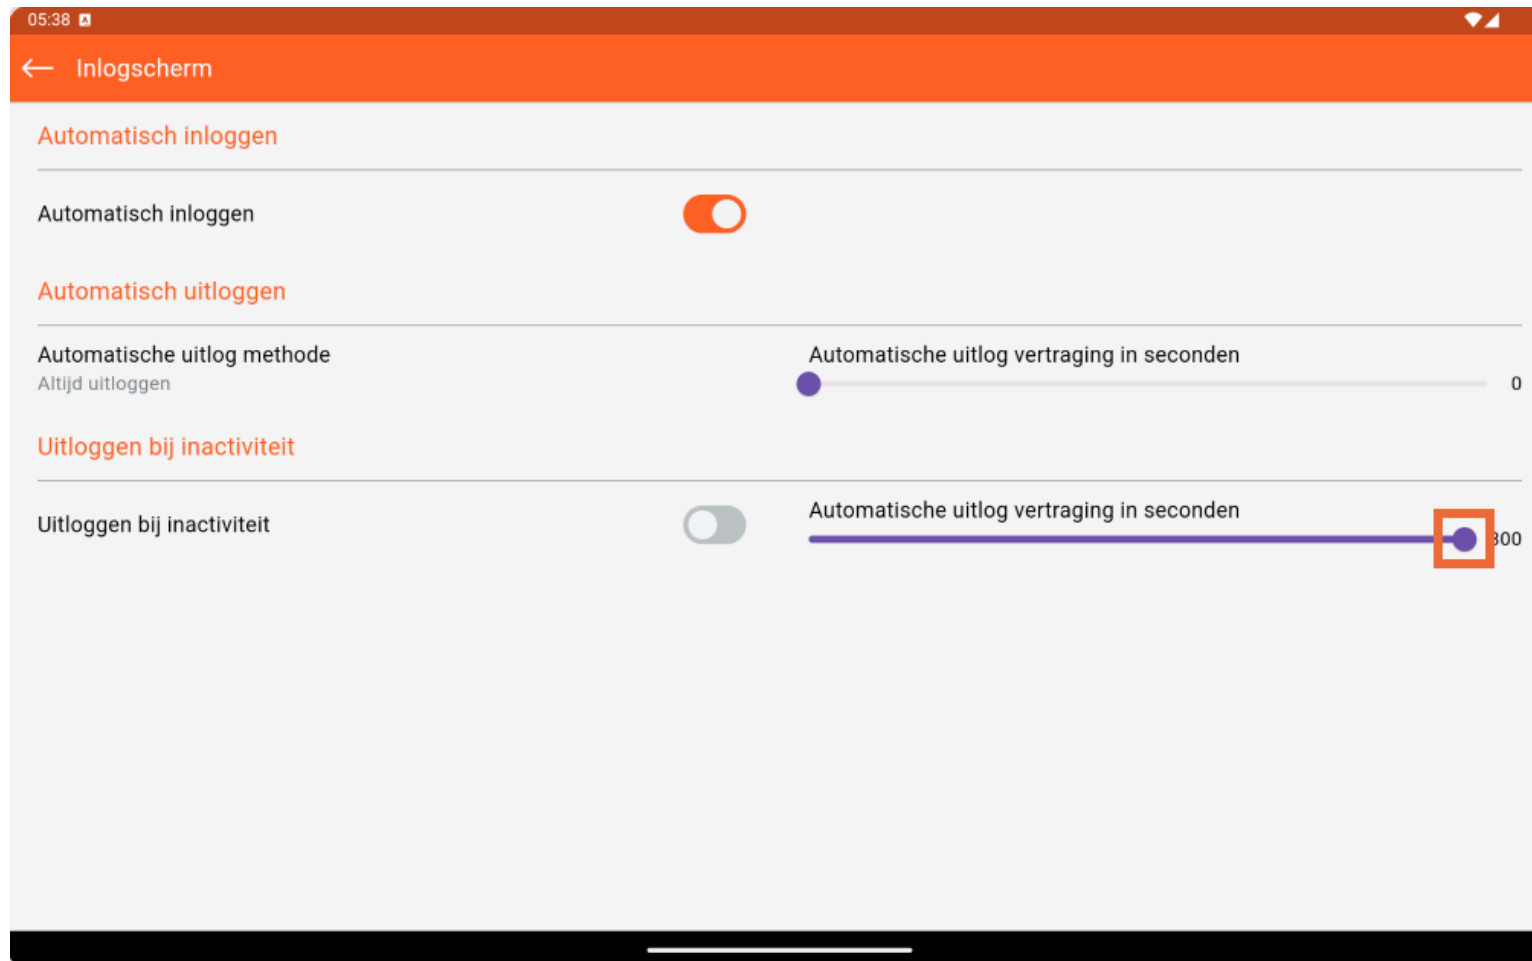 05:38
Inlogscherm
Automatisch inloggen
Automatisch inloggen
Automatisch uitloggen
Automatische uitlog methode
Altijd uitloggen
Automatische uitlog vertraging in seconden
0
Uitloggen bij inactiviteit
Uitloggen bij inactiviteit
Automatische uitlog vertraging in seconden
300